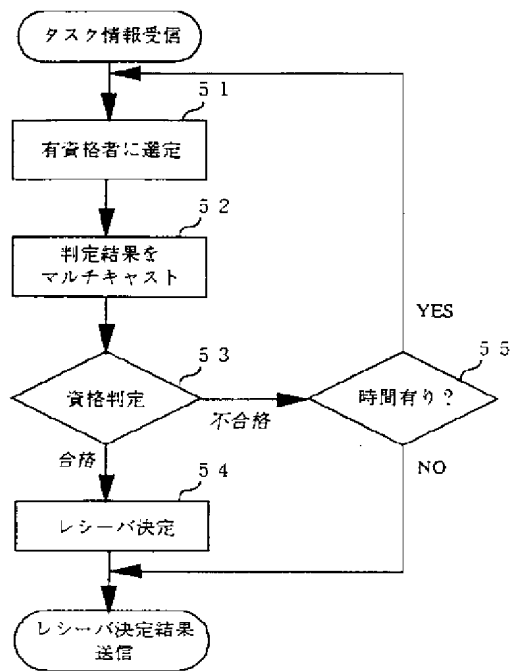 タスク情報受信
51
有資格者に選定
52
判定結果を
マルチキャスト
53
資格判定
不合格
合格
YES
55
時間有り？
NO
54
レシーバ決定
レシーバ決定結果
送信